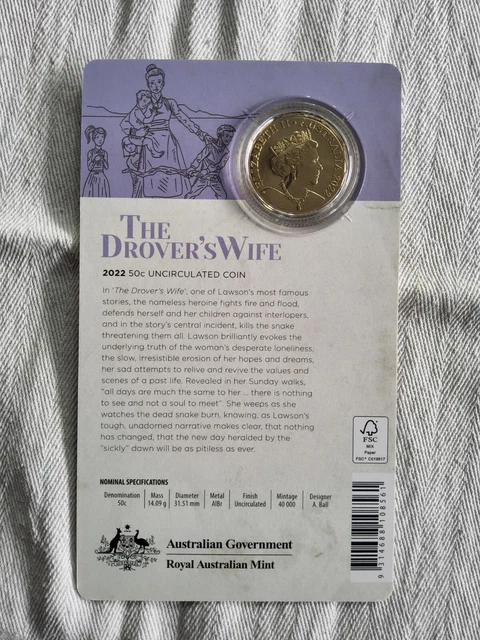 ELIZABETH II AUSTRALIA 2022
THE
DROVER'S WIFE
2022 50C UNCIRCULATED COIN
In 'The Drover's Wife', one of Lawson's most famous
stories, the nameless heroine fights fire and flood,
defends herself and her children against interlopers,
and in the story's central incident, kills the snake
threatening them all. Lawson brilliantly evokes the
underlying truth of the woman's desperate loneliness,
the slow, irresistible erosion of her hopes and dreams,
her sad attempts to relive and revive the values and
scenes of a past life. Revealed in her Sunday walks,
"all days are much the same to her ... there is nothing
to see and not a soul to meet". She weeps as she
watches the dead snake burn, knowing, as Lawson's
tough, unadorned narrative makes clear, that nothing
has changed, that the new day heralded by the
"sickly" dawn will be as pitiless as ever.
FSC
MIX
Paper
FSC® C019917
NOMINAL SPECIFICATIONS
Denomination Mass Diameter Metal Finish Mintage Designer
50c 14.09 g 31.51 mm AlBr Uncirculated 40 000 A. Ball
Australian Government
Royal Australian Mint
9 314688 108561